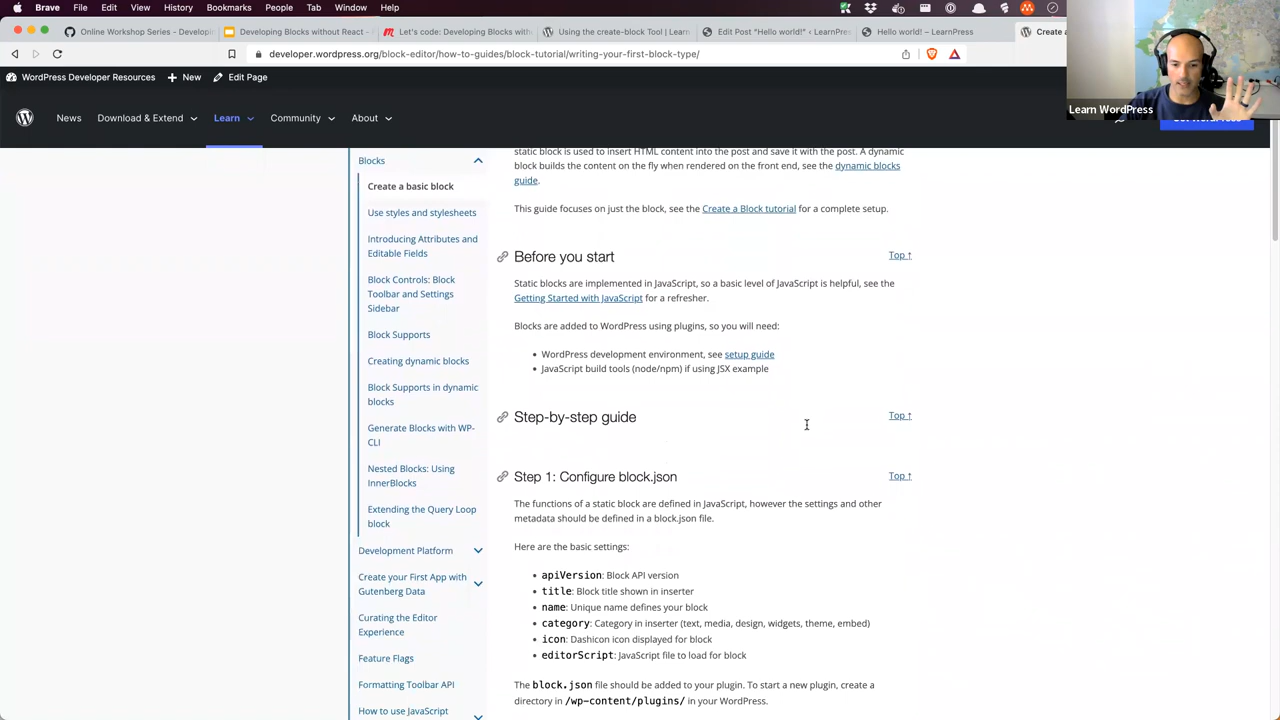 Brave File Edit View History Bookmarks People Tab Window Help
Online Workshop Series - Developi
Developing Blocks without React -
Let's code: Developing Blocks with
Using the create-block Tool | Learn
Edit Post "Hello world!" ‹ LearnPres
Hello world! – LearnPress
Create a
developer.wordpress.org/block-editor/how-to-guides/block-tutorial/writing-your-first-block-type/
WordPress Developer Resources
New
Edit Page
Learn WordPress
News
Download & Extend
Learn
Community
About
Blocks
Create a basic block
Use styles and stylesheets
Introducing Attributes and
Editable Fields
Block Controls: Block
Toolbar and Settings
Sidebar
Block Supports
Creating dynamic blocks
Block Supports in dynamic
blocks
Generate Blocks with WP-
CLI
Nested Blocks: Using
InnerBlocks
Extending the Query Loop
block
Development Platform
Create your First App with
Gutenberg Data
Curating the Editor
Experience
Feature Flags
Formatting Toolbar API
How to use JavaScript
static block is used to insert HTML content into the post and save it with the post. A dynamic
block builds the content on the fly when rendered on the front end, see the dynamic blocks
guide.
This guide focuses on just the block, see the Create a Block tutorial for a complete setup.
Before you start
Top ↑
Static blocks are implemented in JavaScript, so a basic level of JavaScript is helpful, see the
Getting Started with JavaScript for a refresher.
Blocks are added to WordPress using plugins, so you will need:
• WordPress development environment, see setup guide
• JavaScript build tools (node/npm) if using JSX example
Step-by-step guide
Top ↑
Step 1: Configure block.json
Top ↑
The functions of a static block are defined in JavaScript, however the settings and other
metadata should be defined in a block.json file.
Here are the basic settings:
• apiVersion: Block API version
• title: Block title shown in inserter
• name: Unique name defines your block
• category: Category in inserter (text, media, design, widgets, theme, embed)
• icon: Dashicon icon displayed for block
• editorScript: JavaScript file to load for block
The block.json file should be added to your plugin. To start a new plugin, create a
directory in /wp-content/plugins/ in your WordPress.